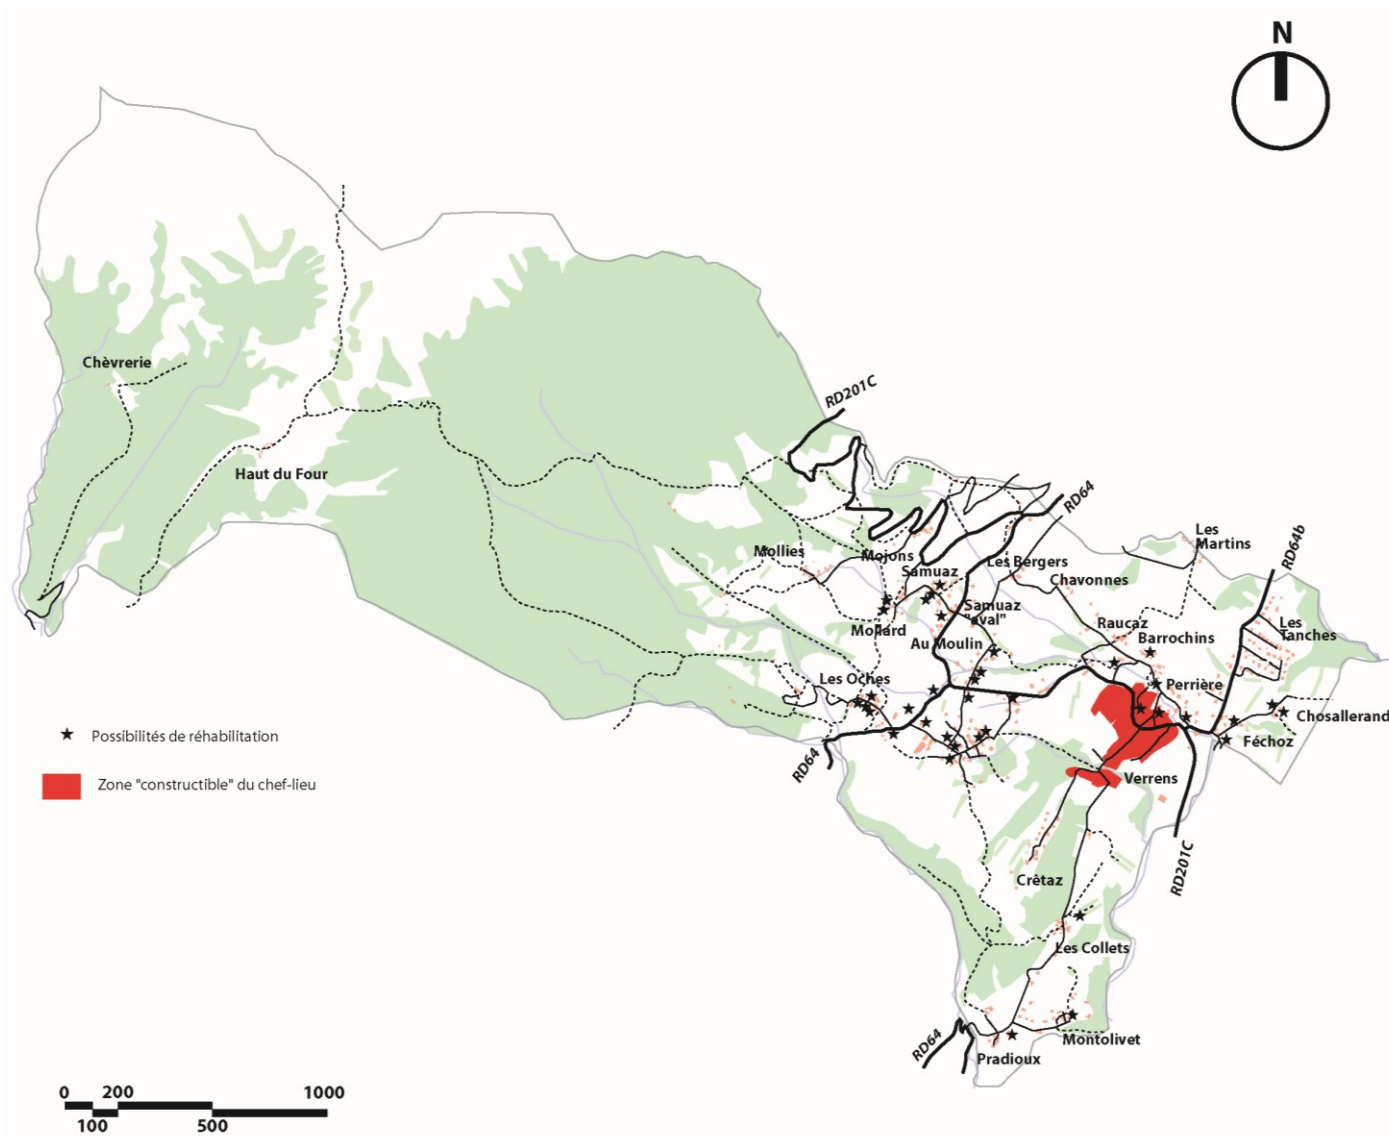 N
RD201C
Chèvrerie
Haut du Four
RD64
Les
Martins
RD64b
Mollies
Mojons
Les Bergers
Samuaz
Chavonnes
Samuaz
"aval"
Mollard
Raucaz
Les
Tanches
Au Moulin
Barrochins
Les Oches
Perrière
Chosallerand
Possibilités de réhabilitation
Féchoz
RD64
Zone "constructible" du chef-lieu
Verrens
RD201C
Crêtaz
Les Collets
RD64
Montolivet
Pradioux
0 200 1000
100 500